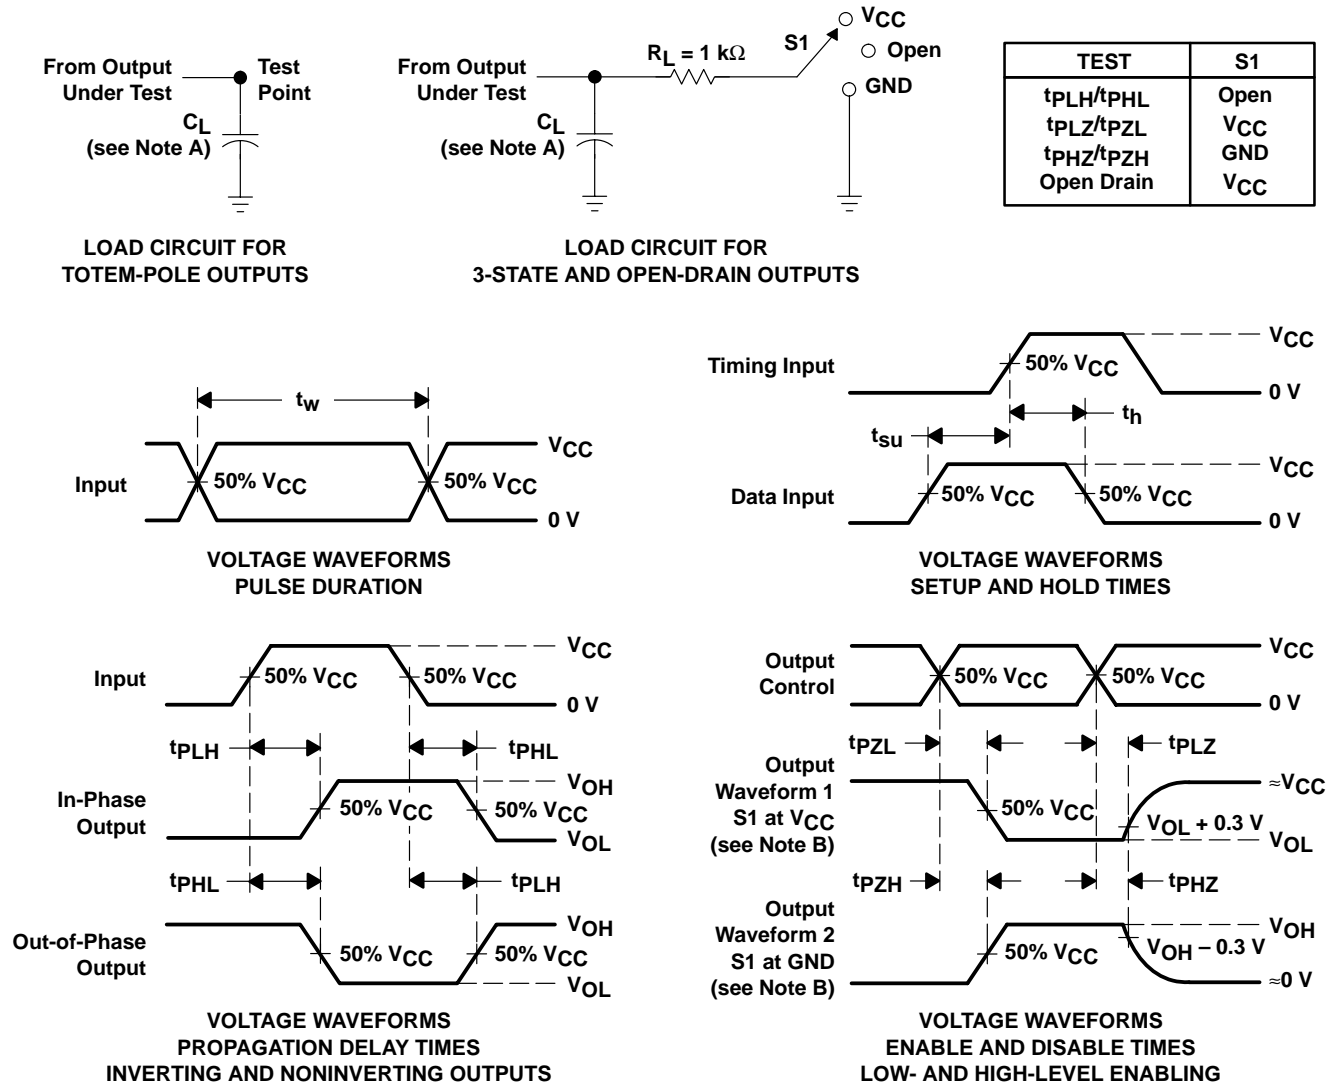 From Output
Under Test
Test
Point
CL
(see Note A)
LOAD CIRCUIT FOR
TOTEM-POLE OUTPUTS
From Output
Under Test
RL = 1 kΩ
S1
VCC
Open
GND
CL
(see Note A)
LOAD CIRCUIT FOR
3-STATE AND OPEN-DRAIN OUTPUTS
TEST S1
tPLH/tPHL Open
tPLZ/tPZL VCC
tPHZ/tPZH GND
Open Drain VCC
tw
Input
50% VCC
50% VCC
VCC
0 V
VOLTAGE WAVEFORMS
PULSE DURATION
Timing Input
50% VCC
VCC
0 V
tsu
th
Data Input
50% VCC
50% VCC
VCC
0 V
VOLTAGE WAVEFORMS
SETUP AND HOLD TIMES
Input
50% VCC
50% VCC
VCC
0 V
tPLH
tPHL
In-Phase
Output
50% VCC
50% VCC
VOH
VOL
tPHL
tPLH
Out-of-Phase
Output
50% VCC
50% VCC
VOH
VOL
VOLTAGE WAVEFORMS
PROPAGATION DELAY TIMES
INVERTING AND NONINVERTING OUTPUTS
Output
Control
50% VCC
50% VCC
VCC
0 V
tPZL
tPLZ
Output
Waveform 1
S1 at VCC
(see Note B)
50% VCC
≈VCC
VOL + 0.3 V
VOL
tPZH
tPHZ
Output
Waveform 2
S1 at GND
(see Note B)
50% VCC
VOH
VOH − 0.3 V
≈0 V
VOLTAGE WAVEFORMS
ENABLE AND DISABLE TIMES
LOW- AND HIGH-LEVEL ENABLING